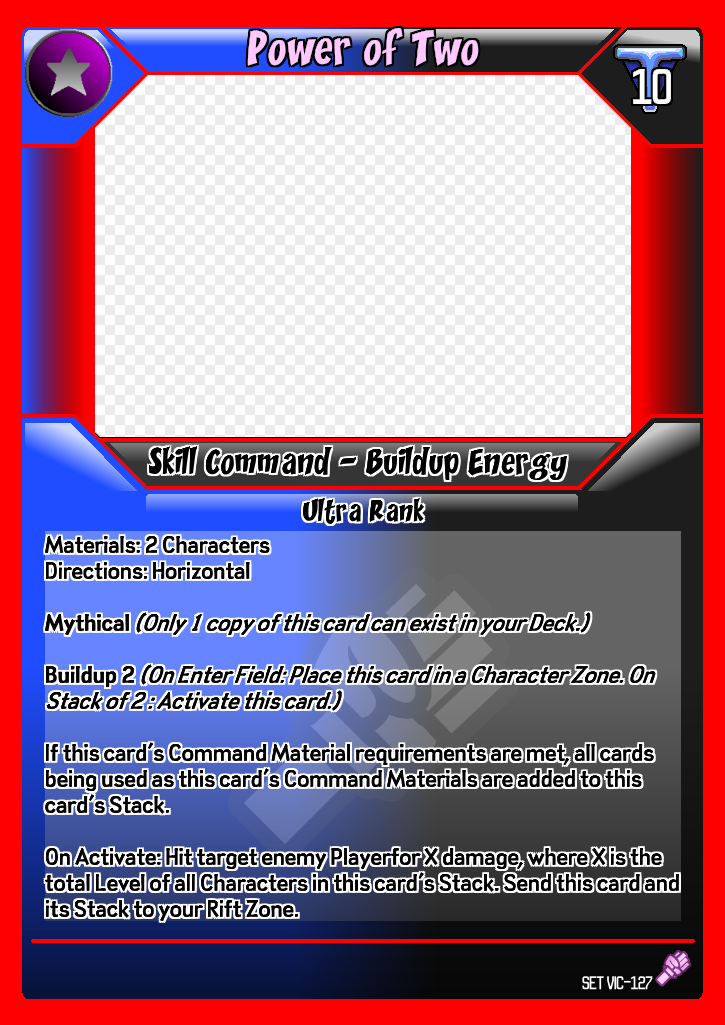 Power of Two
10
Skill Command - Buildup Energy
Ultra Rank
Materials: 2 Characters
Directions: Horizontal
Mythical (Only 1 copy of this card can exist in your Deck.)
Buildup 2 (On Enter Field: Place this card in a Character Zone. On
Stack of 2 : Activate this card.)
If this card's Command Material requirements are met, all cards
being used as this card's Command Materials are added to this
card's Stack.
On Activate: Hit target enemy Playerfor X damage, where X is the
total Level of all Characters in this card's Stack. Send this card and
its Stack to your Rift Zone.
SET VIC-127